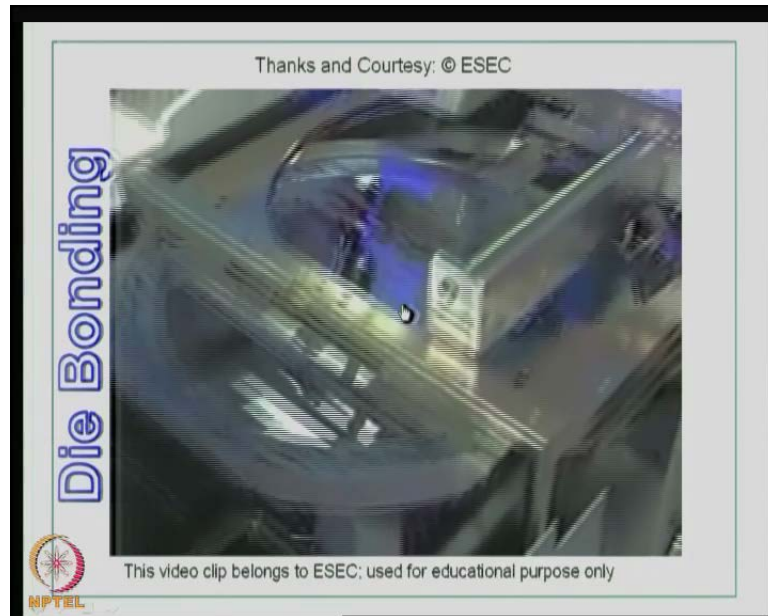 Thanks and Courtesy: © ESEC
Die Bonding
This video clip belongs to ESEC; used for educational purpose only
NPTEL